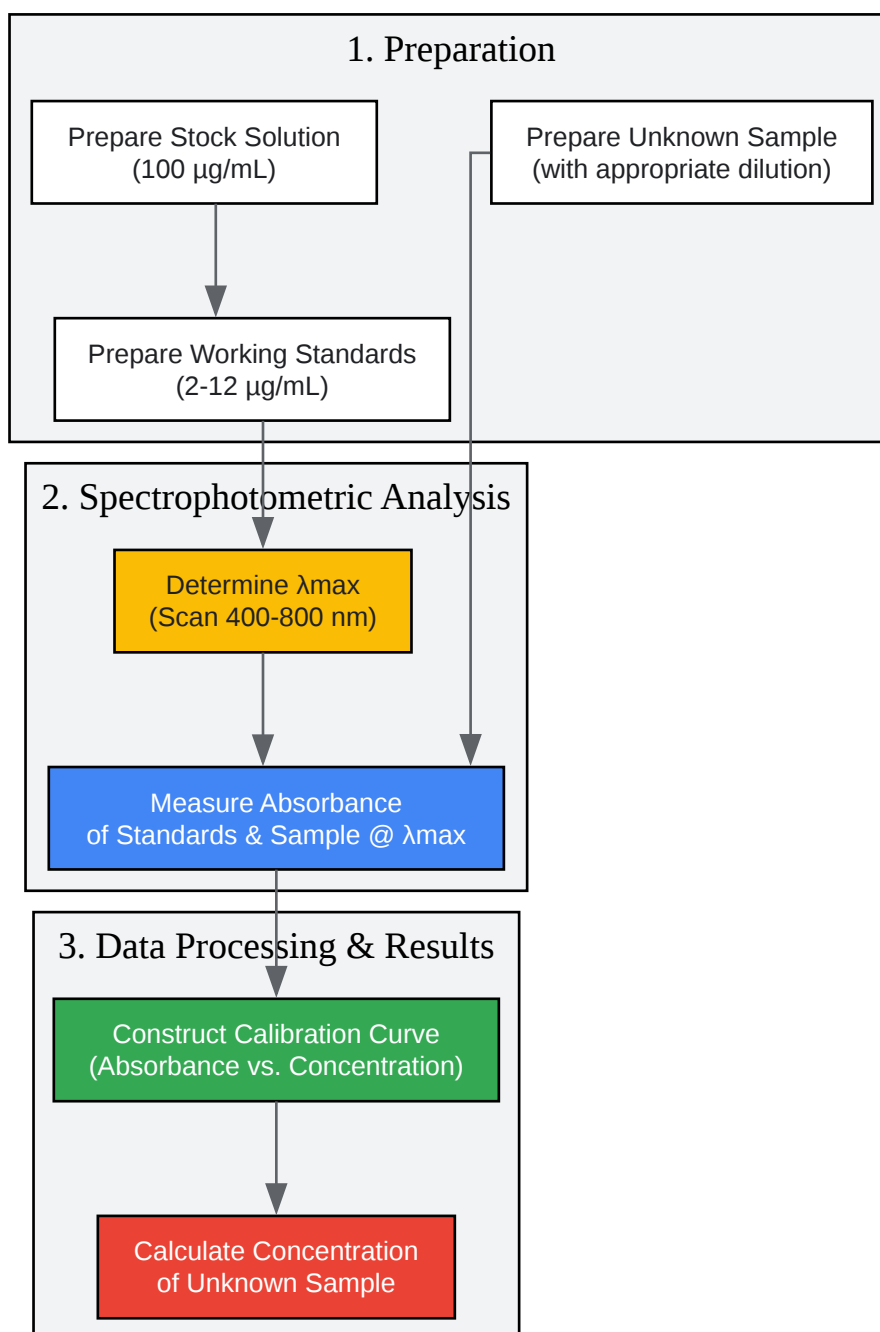 1. Preparation
Prepare Stock Solution
(100 µg/mL)
Prepare Unknown Sample
(with appropriate dilution)
Prepare Working Standards
(2-12 µg/mL)
2. Spectrophotometric Analysis
Determine λmax
(Scan 400-800 nm)
Measure Absorbance
of Standards & Sample @ λmax
3. Data Processing & Results
Construct Calibration Curve
(Absorbance vs. Concentration)
Calculate Concentration
of Unknown Sample